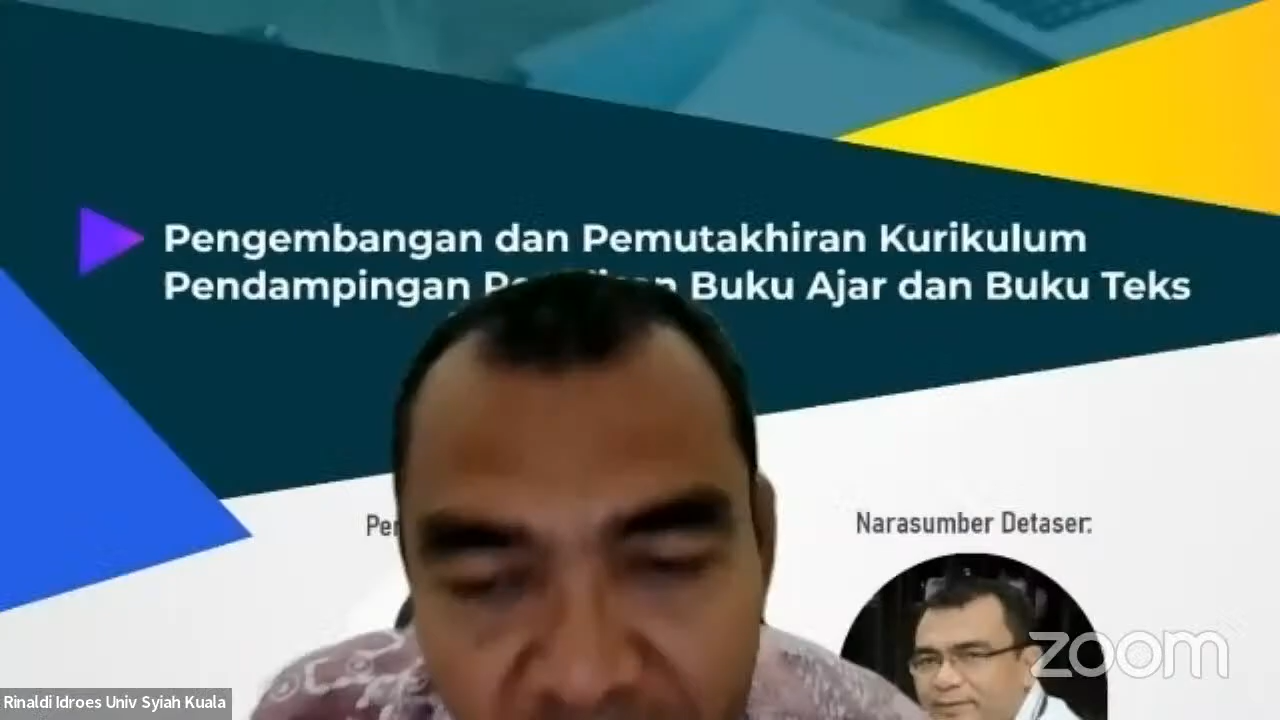 Pengembangan dan Pemutakhiran Kurikulum
Pendampingan Buku Ajar dan Buku Teks
Narasumber Detaser:
zoom
Rinaldi Idroes Univ Syiah Kuala